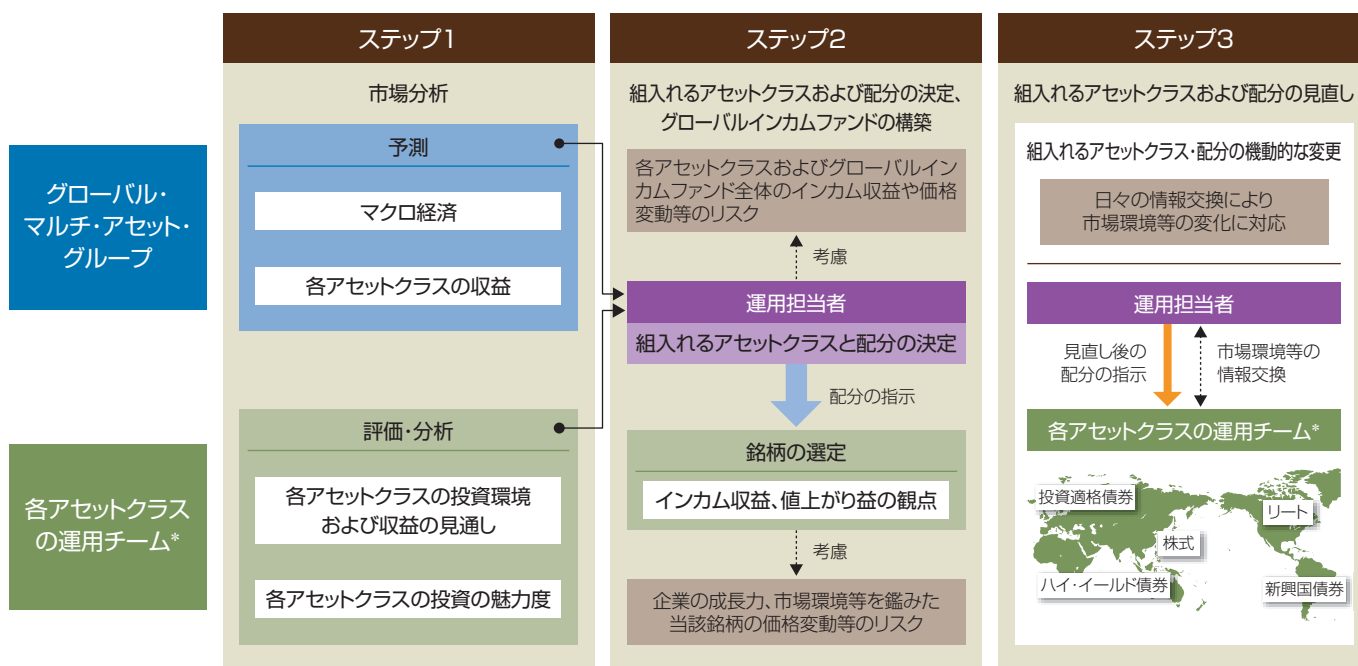 グローバル・
マルチ・アセット・
グループ
各アセットクラス
の運用チーム*
ステップ1
市場分析
予測
マクロ経済
各アセットクラスの収益
評価・分析
各アセットクラスの投資環境
および収益の見通し
各アセットクラスの投資の魅力度
ステップ2
組入れるアセットクラスおよび配分の決定、
グローバルインカムファンドの構築
各アセットクラスおよびグローバルイン
カムファンド全体のインカム収益や価格
変動等のリスク
考慮
運用担当者
組入れるアセットクラスと配分の決定
配分の指示
銘柄の選定
インカム収益、値上がり益の観点
考慮
企業の成長力、市場環境等を鑑みた
当該銘柄の価格変動等のリスク
ステップ3
組入れるアセットクラスおよび配分の見直し
組入れるアセットクラス・配分の機動的な変更
日々の情報交換により
市場環境等の変化に対応
運用担当者
見直し後の
配分の指示
市場環境等の
情報交換
各アセットクラスの運用チーム*
投資適格債券
リート
株式
ハイ・イールド債券
新興国債券